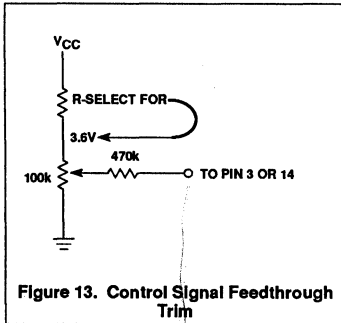 VCC
R-SELECT FOR
3.6V
470k
100k
TO PIN 3 OR 14
Figure 13. Control Signal Feedthrough
Trim